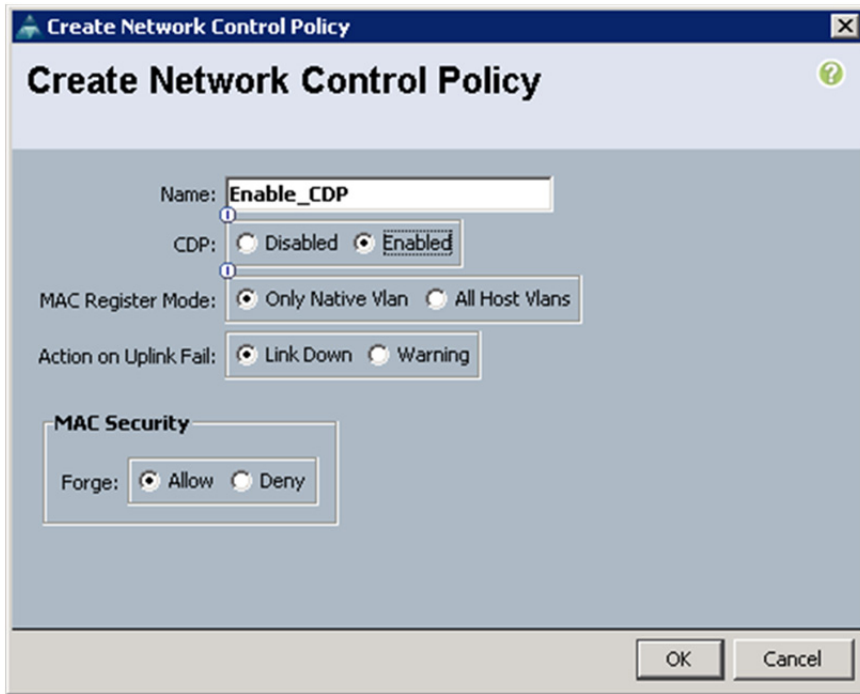 Create Network Control Policy
Create Network Control Policy
Name: Enable_CDP
CDP: Disabled Enabled
MAC Register Mode: Only Native Vlan All Host Vlans
Action on Uplink Fail: Link Down Warning
MAC Security
Forge: Allow Deny
OK Cancel